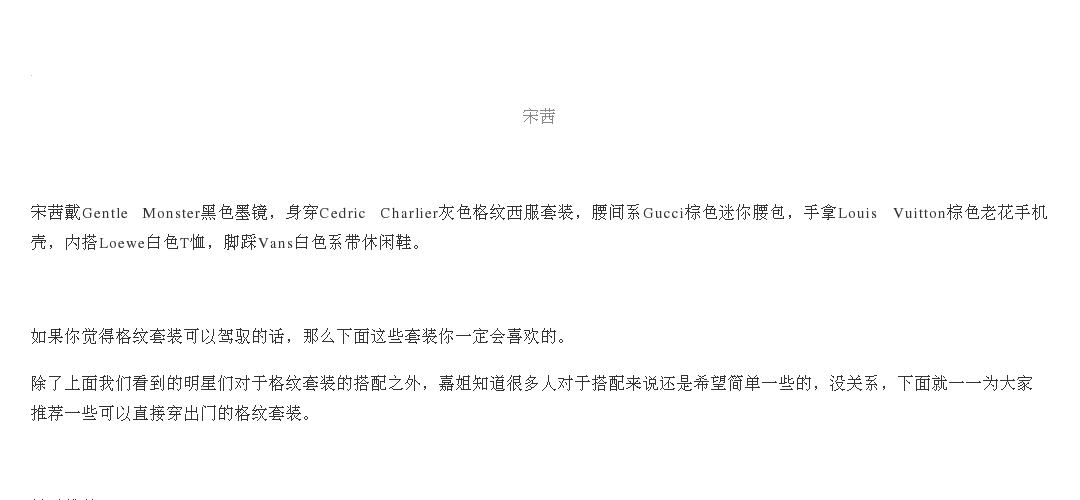 宋茜
宋茜戴Gentle Monster黑色墨镜，身穿Cedric Charlier灰色格纹西服套装，腰间系Gucci棕色迷你腰包，手拿Louis Vuitton棕色老花手机
壳，内搭Loewe白色T恤，脚踩Vans白色系带休闲鞋。
如果你觉得格纹套装可以驾驭的话，那么下面这些套装你一定会喜欢的。
除了上面我们看到的明星们对于格纹套装的搭配之外，嘉姐知道很多人对于搭配来说还是希望简单一些的，没关系，下面就一一为大家
推荐一些可以直接穿出门的格纹套装。